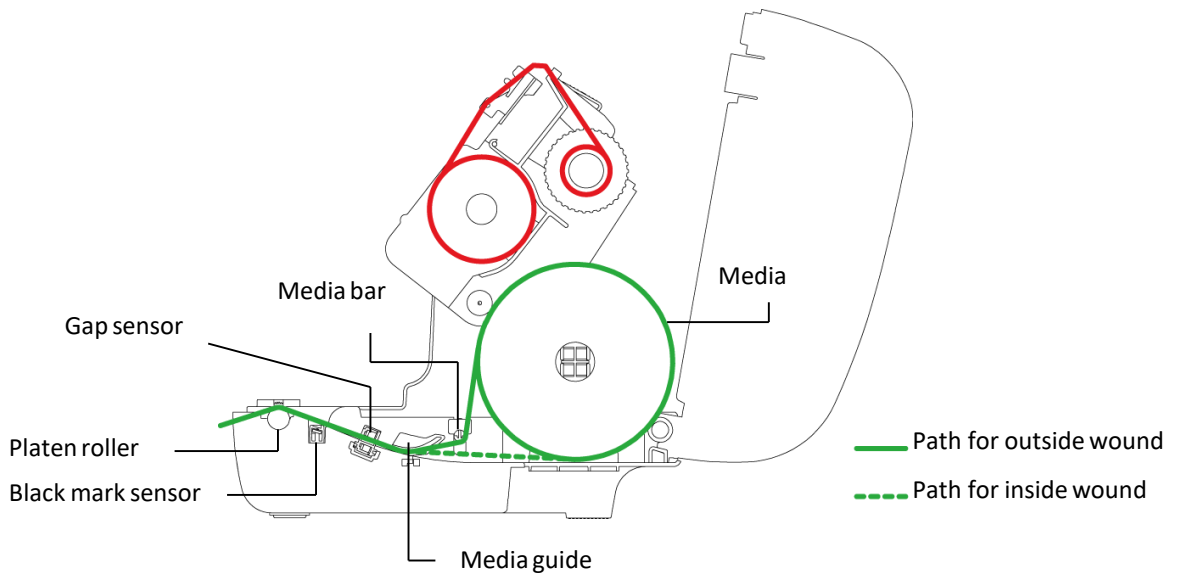 Media
Media bar
Gap sensor
Platen roller
Path for outside wound
Black mark sensor
Path for inside wound
Media guide